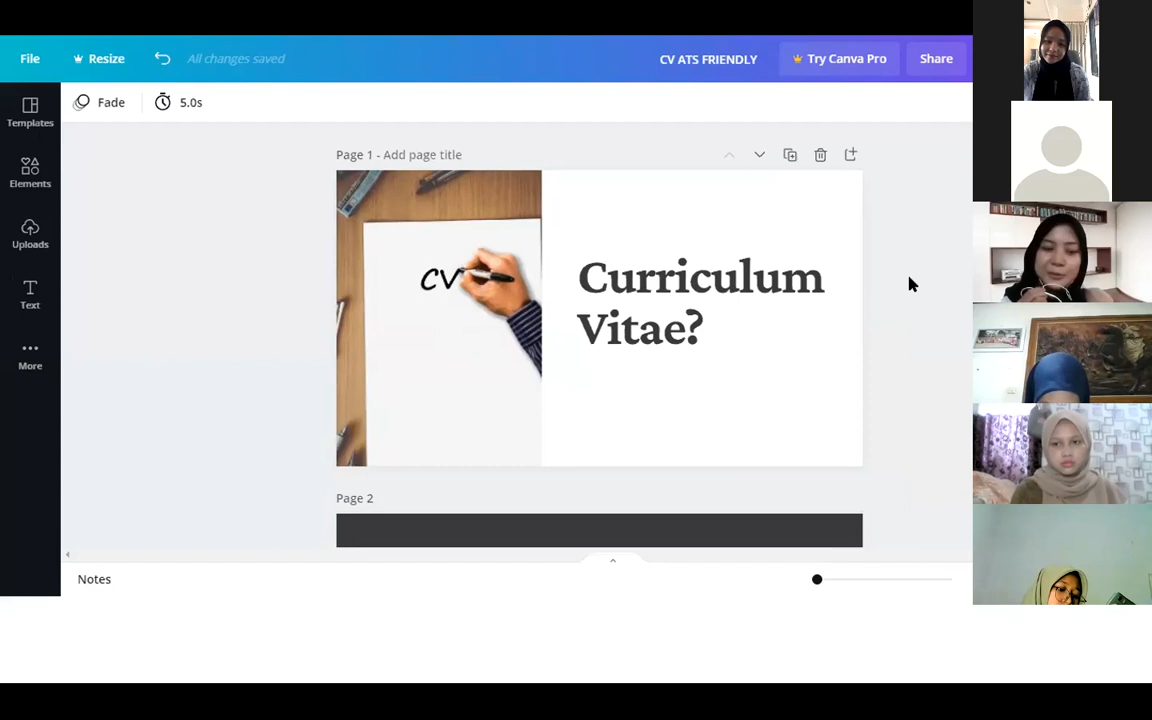 File
Resize
All changes saved
CV ATS FRIENDLY
Try Canva Pro
Share
Templates
Fade
5.0s
Elements
Uploads
Text
More
Page 1 - Add page title
CV
Curriculum
Vitae?
Page 2
Notes